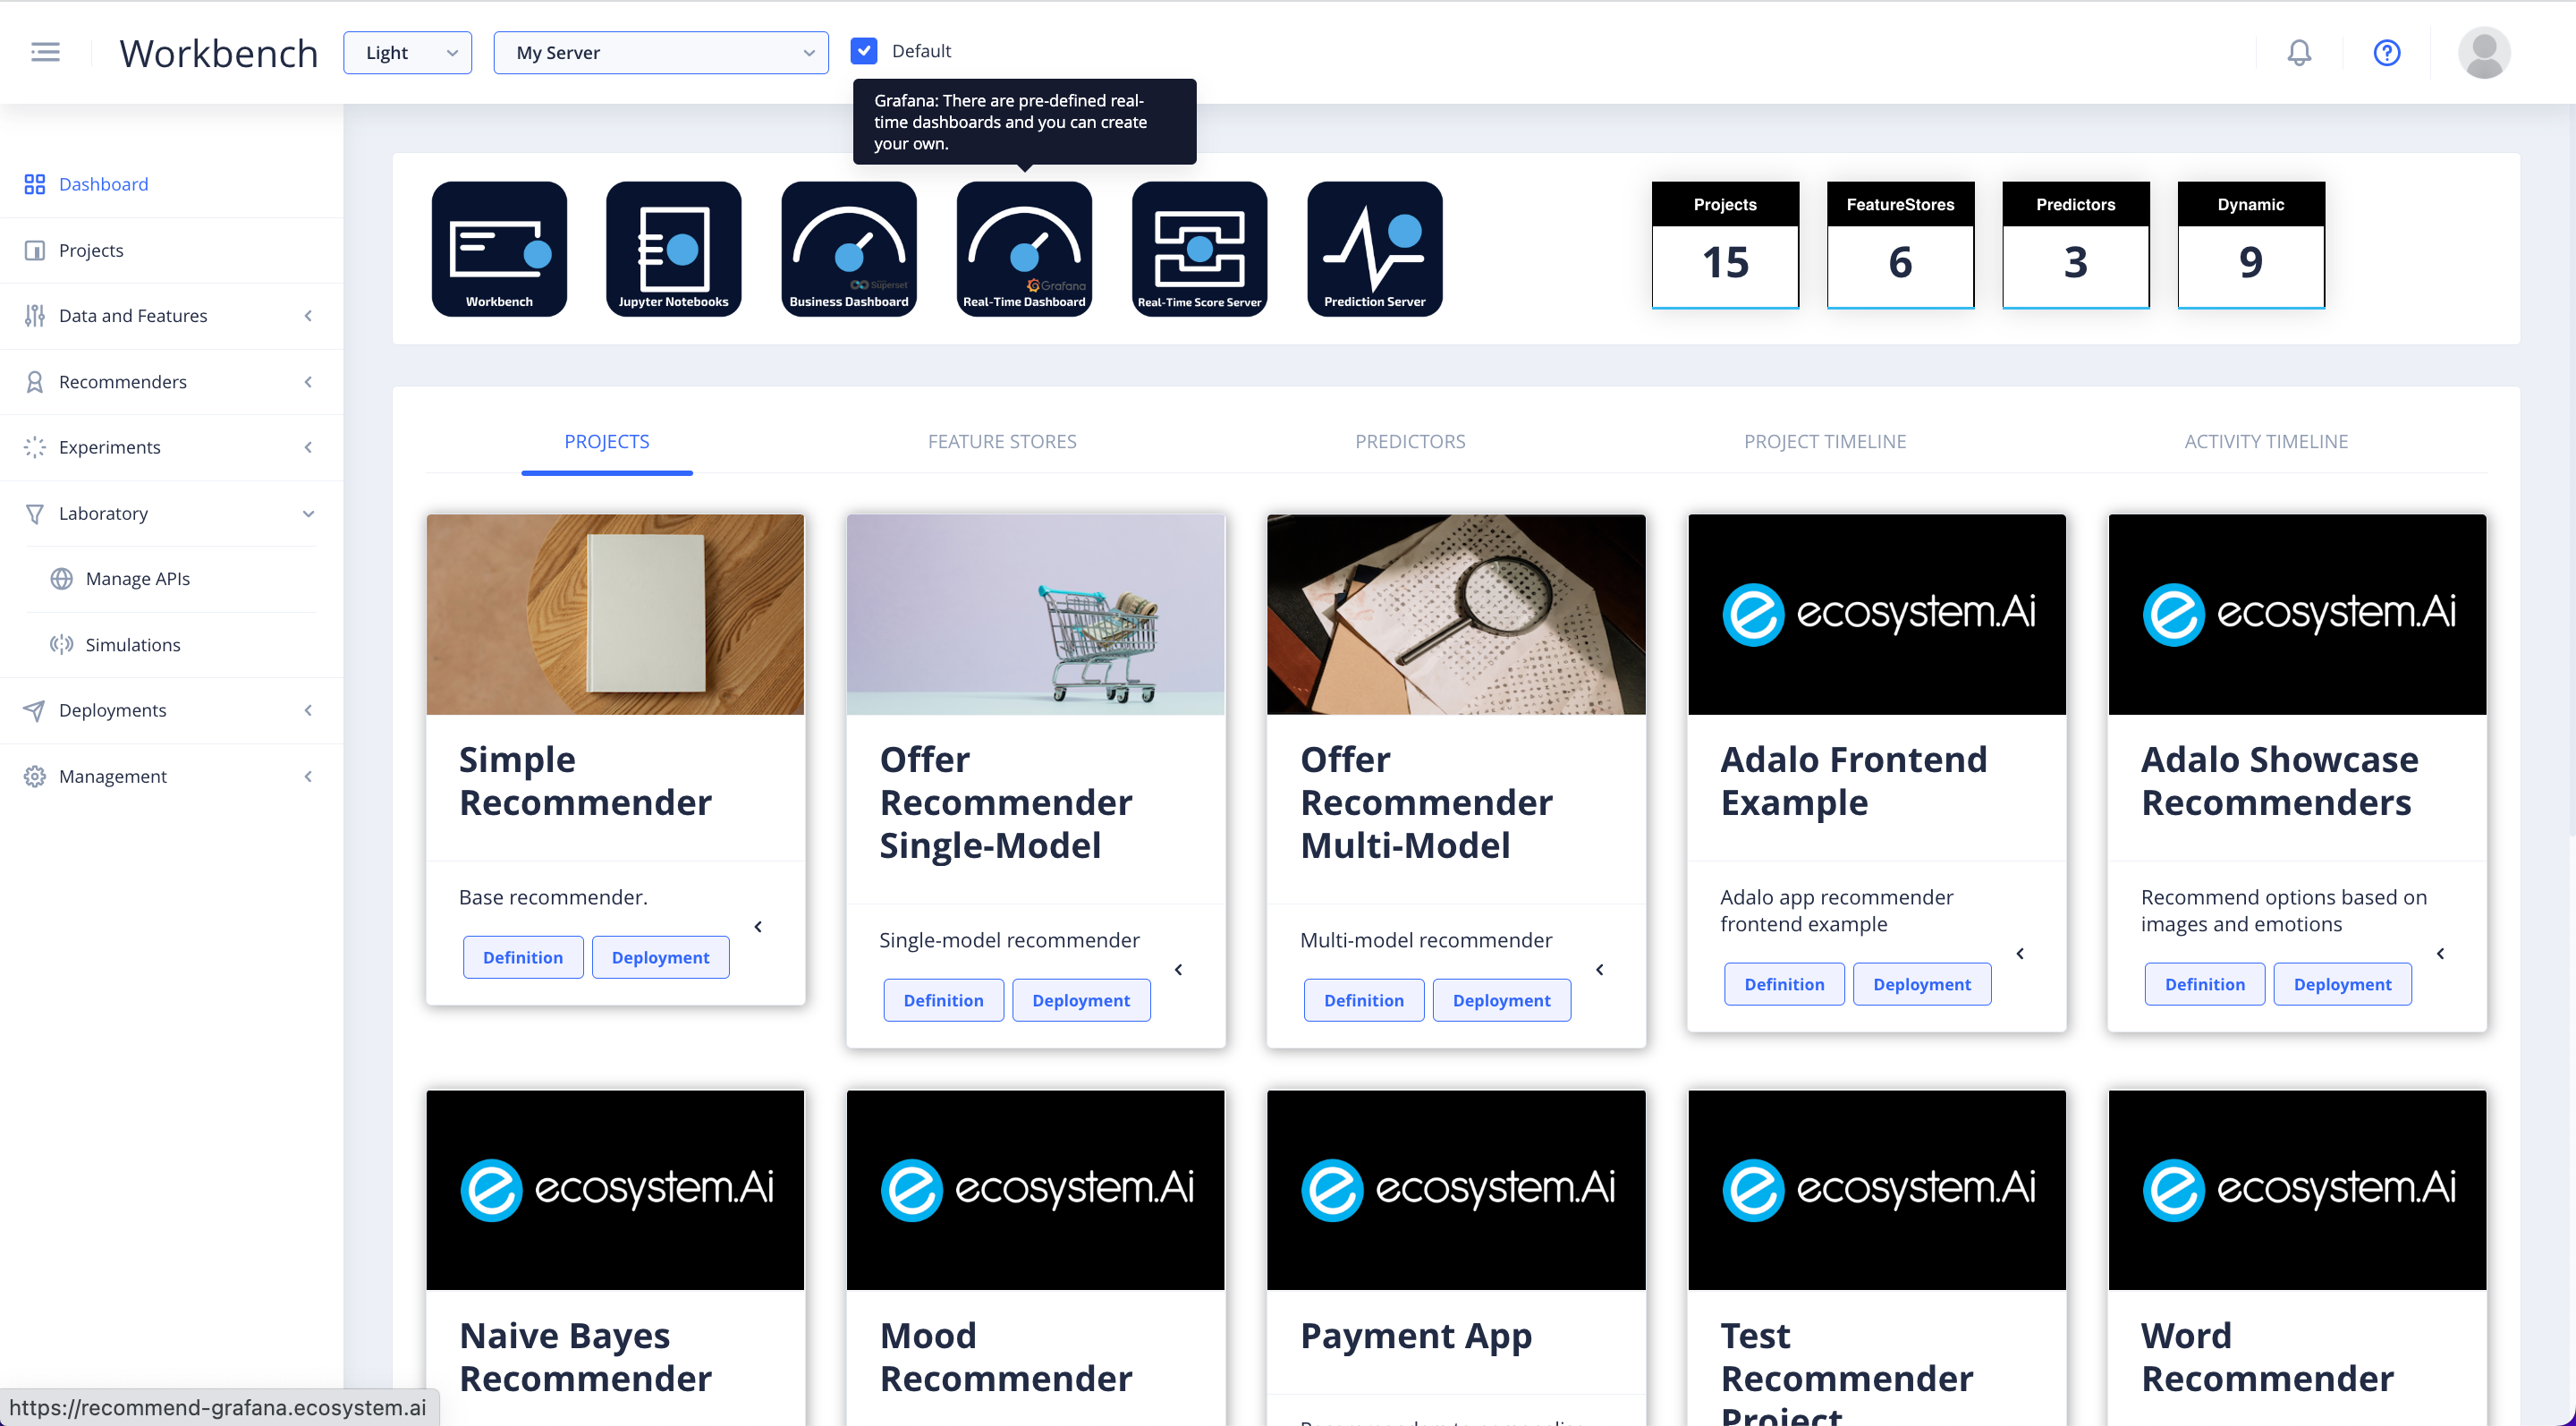 Workbench
Light
My Server
Default
Grafana: There are pre-defined real-
time dashboards and you can create
your own.
Dashboard
Projects
Data and Features
Recommenders
Experiments
Laboratory
Manage APIs
Simulations
Deployments
Management
Workbench
Jupyter Notebooks
Superset
Business Dashboard
Grafana
Real-Time Dashboard
Real-Time Score Server
Prediction Server
Projects
15
FeatureStores
6
Predictors
3
Dynamic
9
PROJECTS
FEATURE STORES
PREDICTORS
PROJECT TIMELINE
ACTIVITY TIMELINE
Simple
Recommender
Base recommender.
Definition
Deployment
Offer
Recommender
Single-Model
Single-model recommender
Definition
Deployment
Offer
Recommender
Multi-Model
Multi-model recommender
Definition
Deployment
ecosystem.Ai
Adalo Frontend
Example
Adalo app recommender
frontend example
Definition
Deployment
ecosystem.Ai
Adalo Showcase
Recommenders
Recommend options based on
images and emotions
Definition
Deployment
ecosystem.Ai
Naive Bayes
Recommender
ecosystem.Ai
Mood
Recommender
ecosystem.Ai
Payment App
ecosystem.Ai
Test
Recommender
Project
ecosystem.Ai
Word
Recommender
https://recommend-grafana.ecosystem.ai